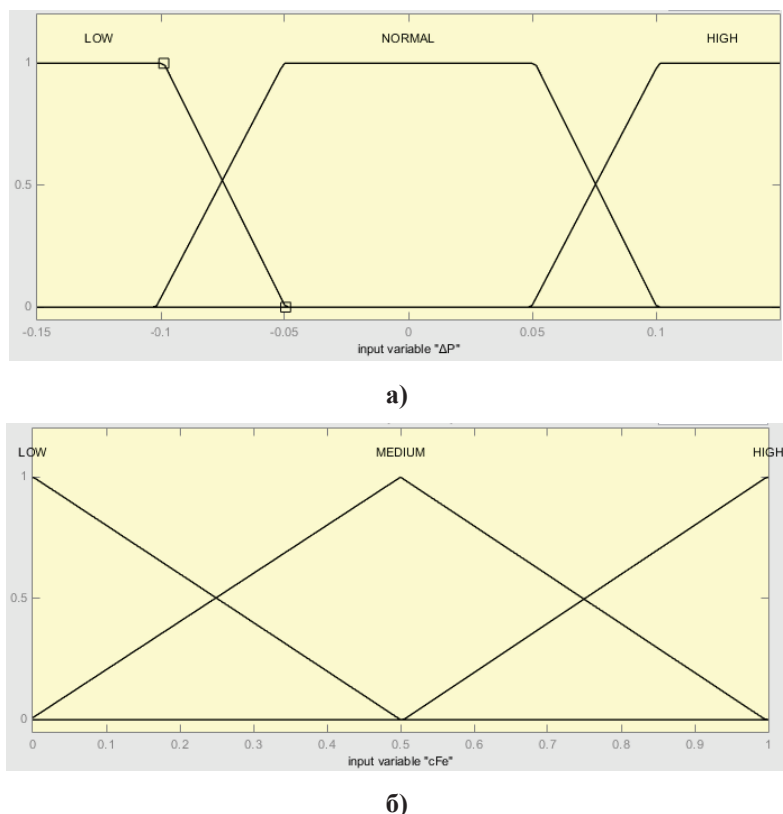 LOW NORMAL HIGH
1
0.5
0
-0.15 -0.1 -0.05 0 0.05 0.1
input variable "ΔP"
а)
LOW MEDIUM HIGH
1
0.5
0
0 0.1 0.2 0.3 0.4 0.5 0.6 0.7 0.8 0.9 1
input variable "cFe"
б)